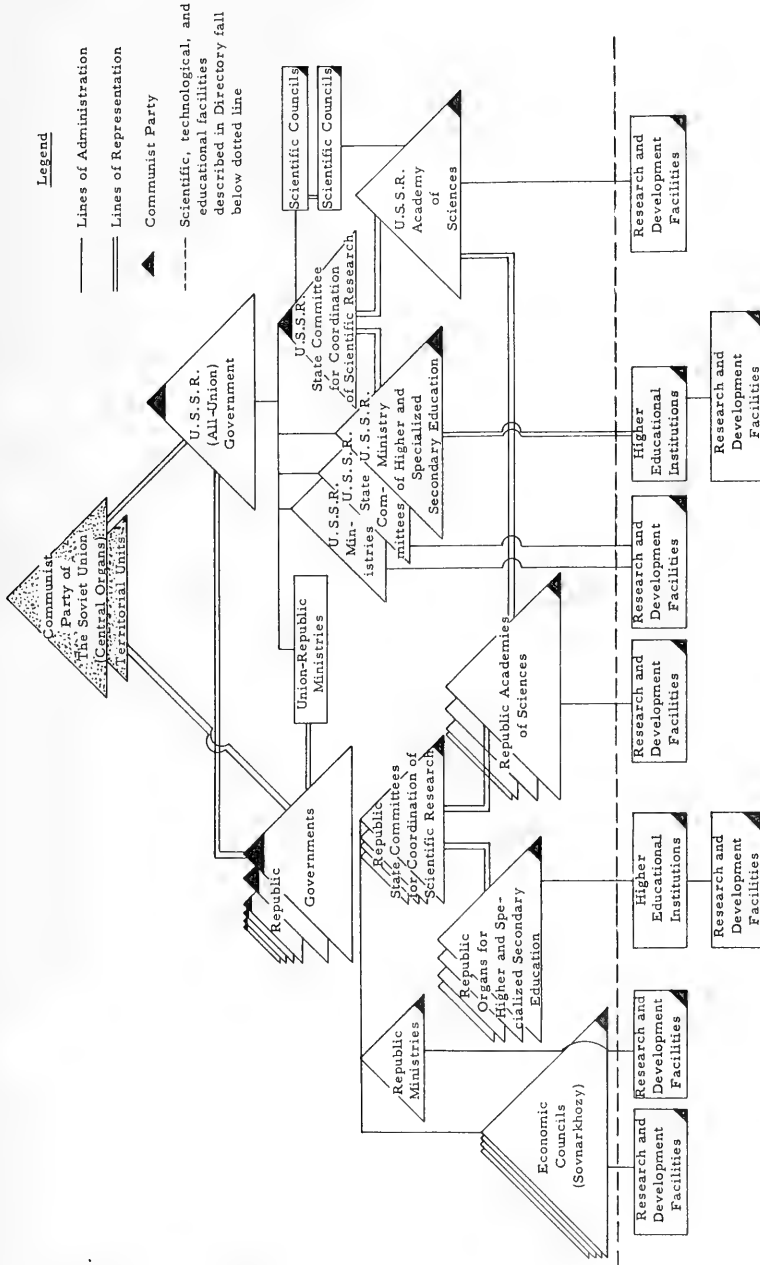 Legend
Lines of Administration
Lines of Representation
Communist Party
Scientific, technological, and
educational facilities
described in Directory fall
below dotted line
Communist
Party of
The Soviet Union
(Central Organs)
Territorial Units
U.S.S.R.
(All-Union)
Government
Republic
Governments
Union-Republic
Ministries
U.S.S.R.
Min-
istries
U.S.S.R.
State
Com-
mittees
U.S.S.R.
Ministry
of Higher and
Specialized
Secondary Education
U.S.S.R.
State Committee
for Coordination
of Scientific Research
Scientific Councils
Scientific Councils
U.S.S.R.
Academy
of
Sciences
Republic
Ministries
Republic
State Committees
for Coordination of
Scientific Research
Republic
Organs for
Higher and Spe-
cialized Secondary
Education
Republic Academies
of Sciences
Economic
Councils
(Sovnarkhozy)
Research and
Development
Facilities
Research and
Development
Facilities
Higher
Educational
Institutions
Research and
Development
Facilities
Research and
Development
Facilities
Research and
Development
Facilities
Higher
Educational
Institutions
Research and
Development
Facilities
Research and
Development
Facilities